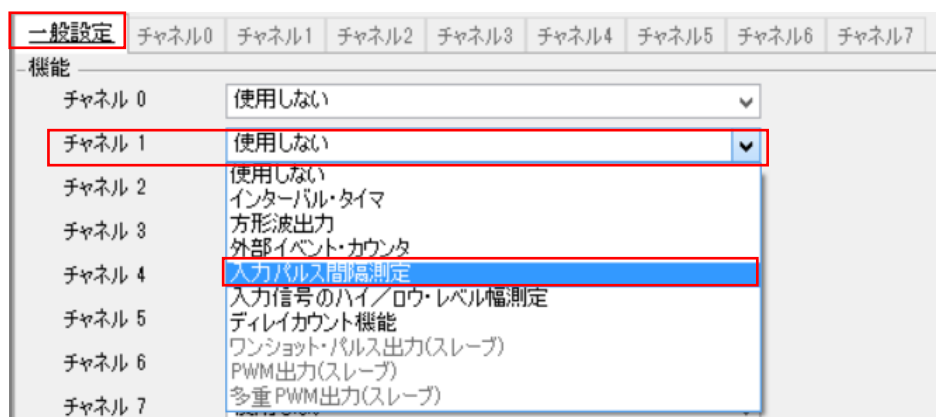 一般設定 チャネル0 チャネル1 チャネル2 チャネル3 チャネル4 チャネル5 チャネル6 チャネル7
機能
チャネル 0 使用しない
チャネル 1 使用しない
使用しない
チャネル 2
インターバル・タイマ
方形波出力
チャネル 3
外部イベント・カウンタ
チャネル 4 入力パルス間隔測定
入力信号のハイ/ロウ・レベル幅測定
チャネル 5 ディレイカウント機能
ワンショット・パルス出力(スレーブ)
チャネル 6
PWM出力(スレーブ)
多重PWM出力(スレーブ)
チャネル 7